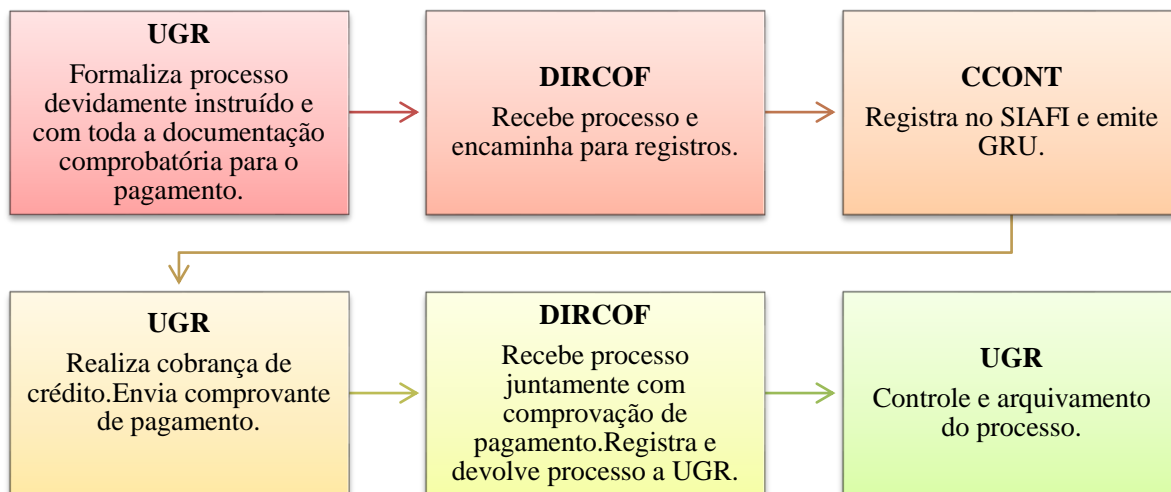 UGR
Formaliza processo
devidamente instruído e
com toda a documentação
comprobatória para o
pagamento.
DIRCOF
Recebe processo e
encaminha para registros.
CCONT
Registra no SIAFI e emite
GRU.
UGR
Realiza cobrança de
crédito.Envia comprovante
de pagamento.
DIRCOF
Recebe processo
juntamente com
comprovação de
pagamento.Registra e
devolve processo a UGR.
UGR
Controle e arquivamento
do processo.